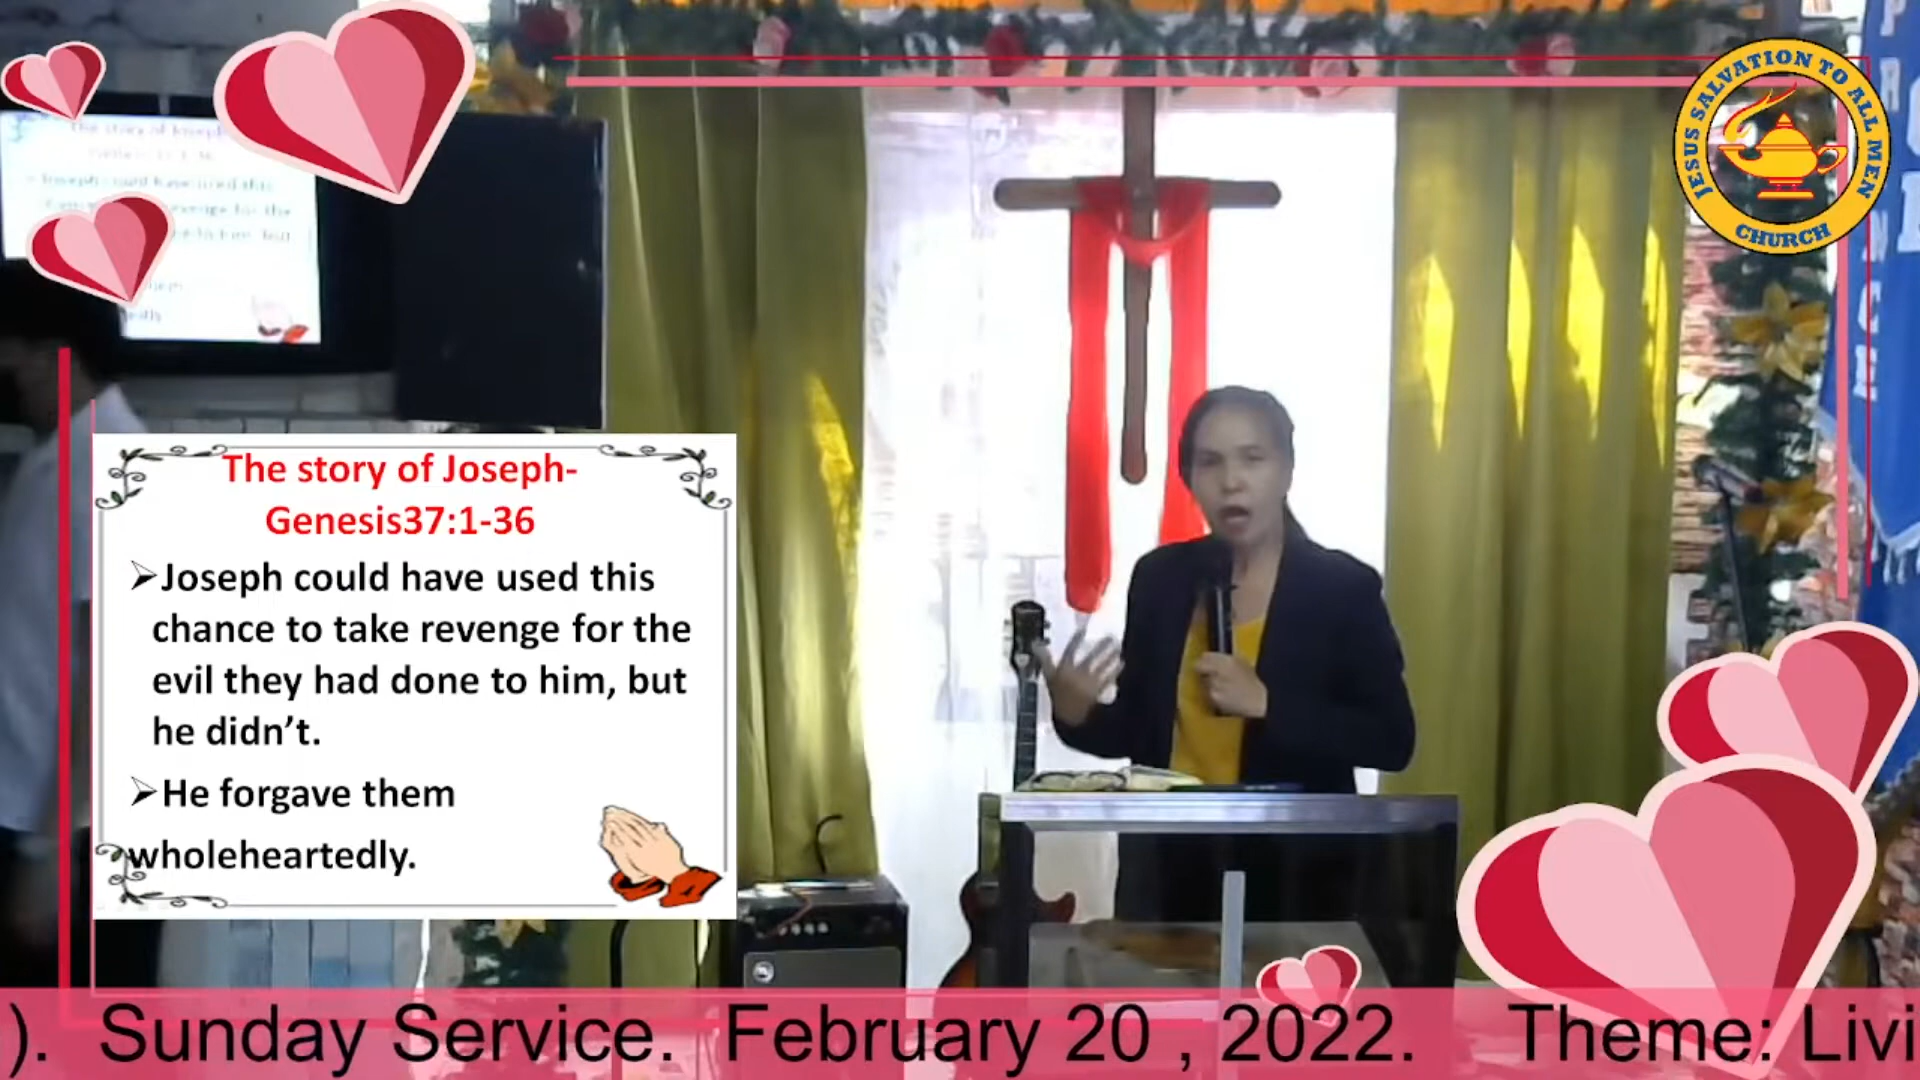 JESUS SALVATION TO ALL MEN
CHURCH
The story of Joseph-
Genesis37:1-36
➢Joseph could have used this
chance to take revenge for the
evil they had done to him, but
he didn't.
➢He forgave them
wholeheartedly.
). Sunday Service. February 20 , 2022. Theme: Livi